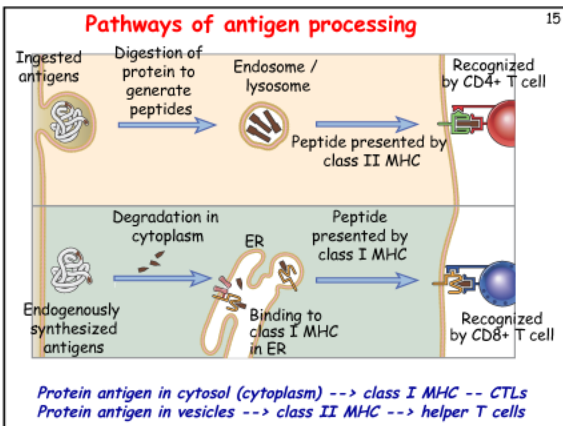 Pathways of antigen processing
15
Ingested
antigens
Digestion of
protein to
generate
peptides
Endosome /
lysosome
Recognized
by CD4+ T cell
Peptide presented by
class II MHC
Degradation in
cytoplasm
ER
Peptide
presented by
class I MHC
Endogenously
synthesized
antigens
Binding to
class I MHC
in ER
Recognized
by CD8+ T cell
Protein antigen in cytosol (cytoplasm) --> class I MHC -- CTLs
Protein antigen in vesicles --> class II MHC --> helper T cells